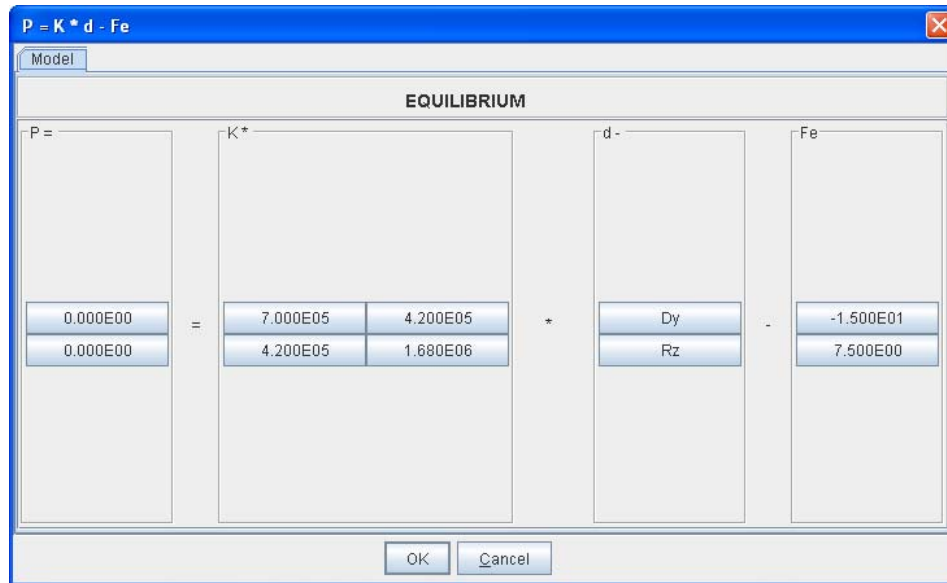 P = K * d - Fe
Model
EQUILIBRIUM
P = K * d - Fe
0.000E00 = 7.000E05 4.200E05 * Dy - -1.500E01
0.000E00 4.200E05 1.680E06 Rz 7.500E00
OK Cancel